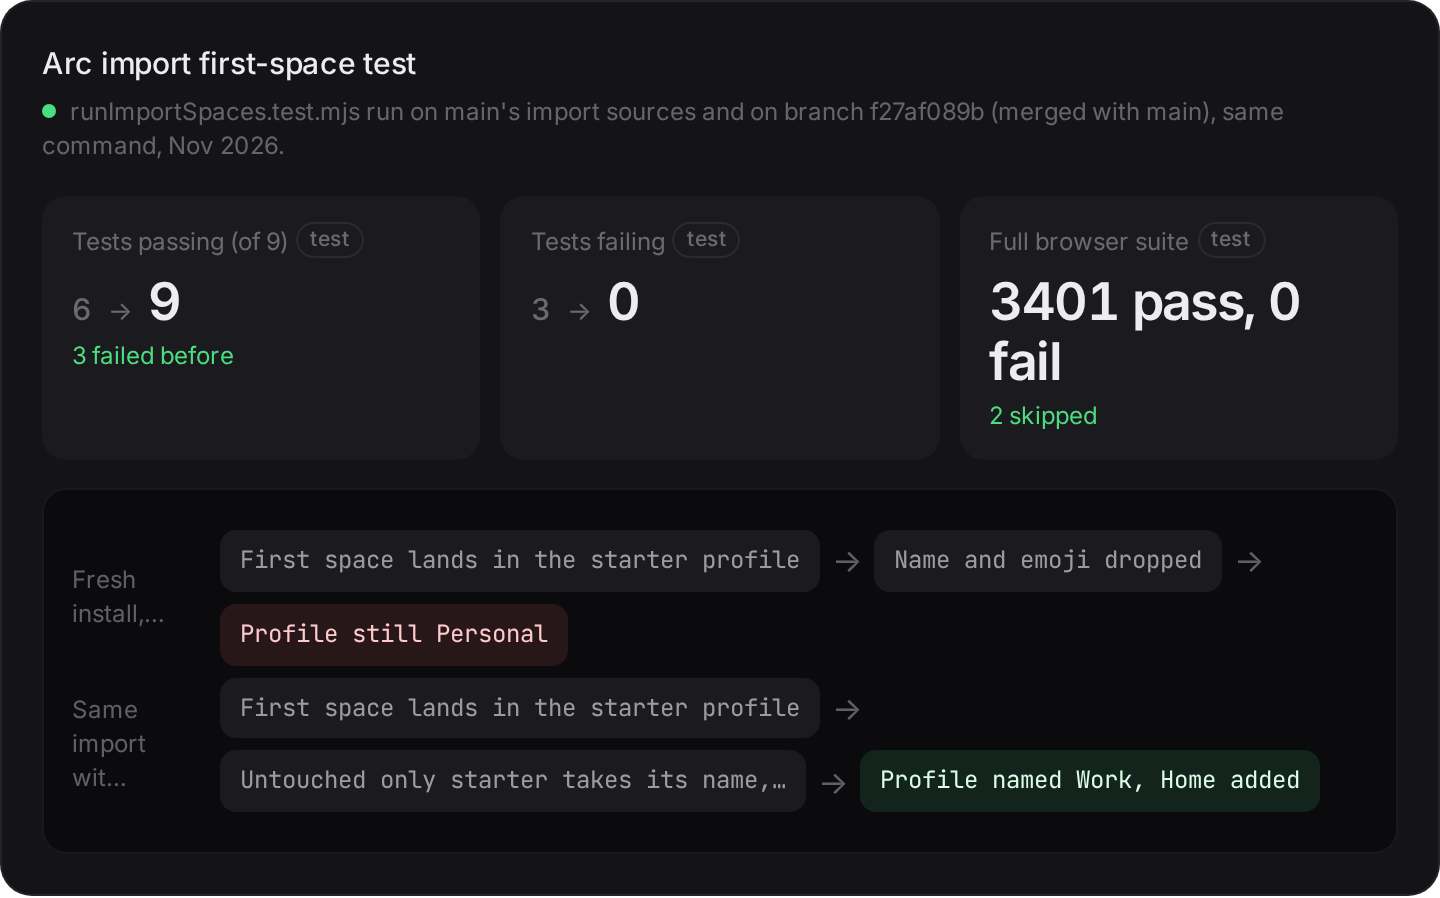 Arc import first-space test
runImportSpaces.test.mjs run on main's import sources and on branch f27af089b (merged with main), same
command, Nov 2026.
Tests passing (of 9) test
6 → 9
3 failed before
Tests failing test
3 → 0
Full browser suite test
3401 pass, 0
fail
2 skipped
Fresh
install,...
First space lands in the starter profile → Name and emoji dropped →
Profile still Personal
Same
import
wit...
First space lands in the starter profile →
Untouched only starter takes its name,… → Profile named Work, Home added